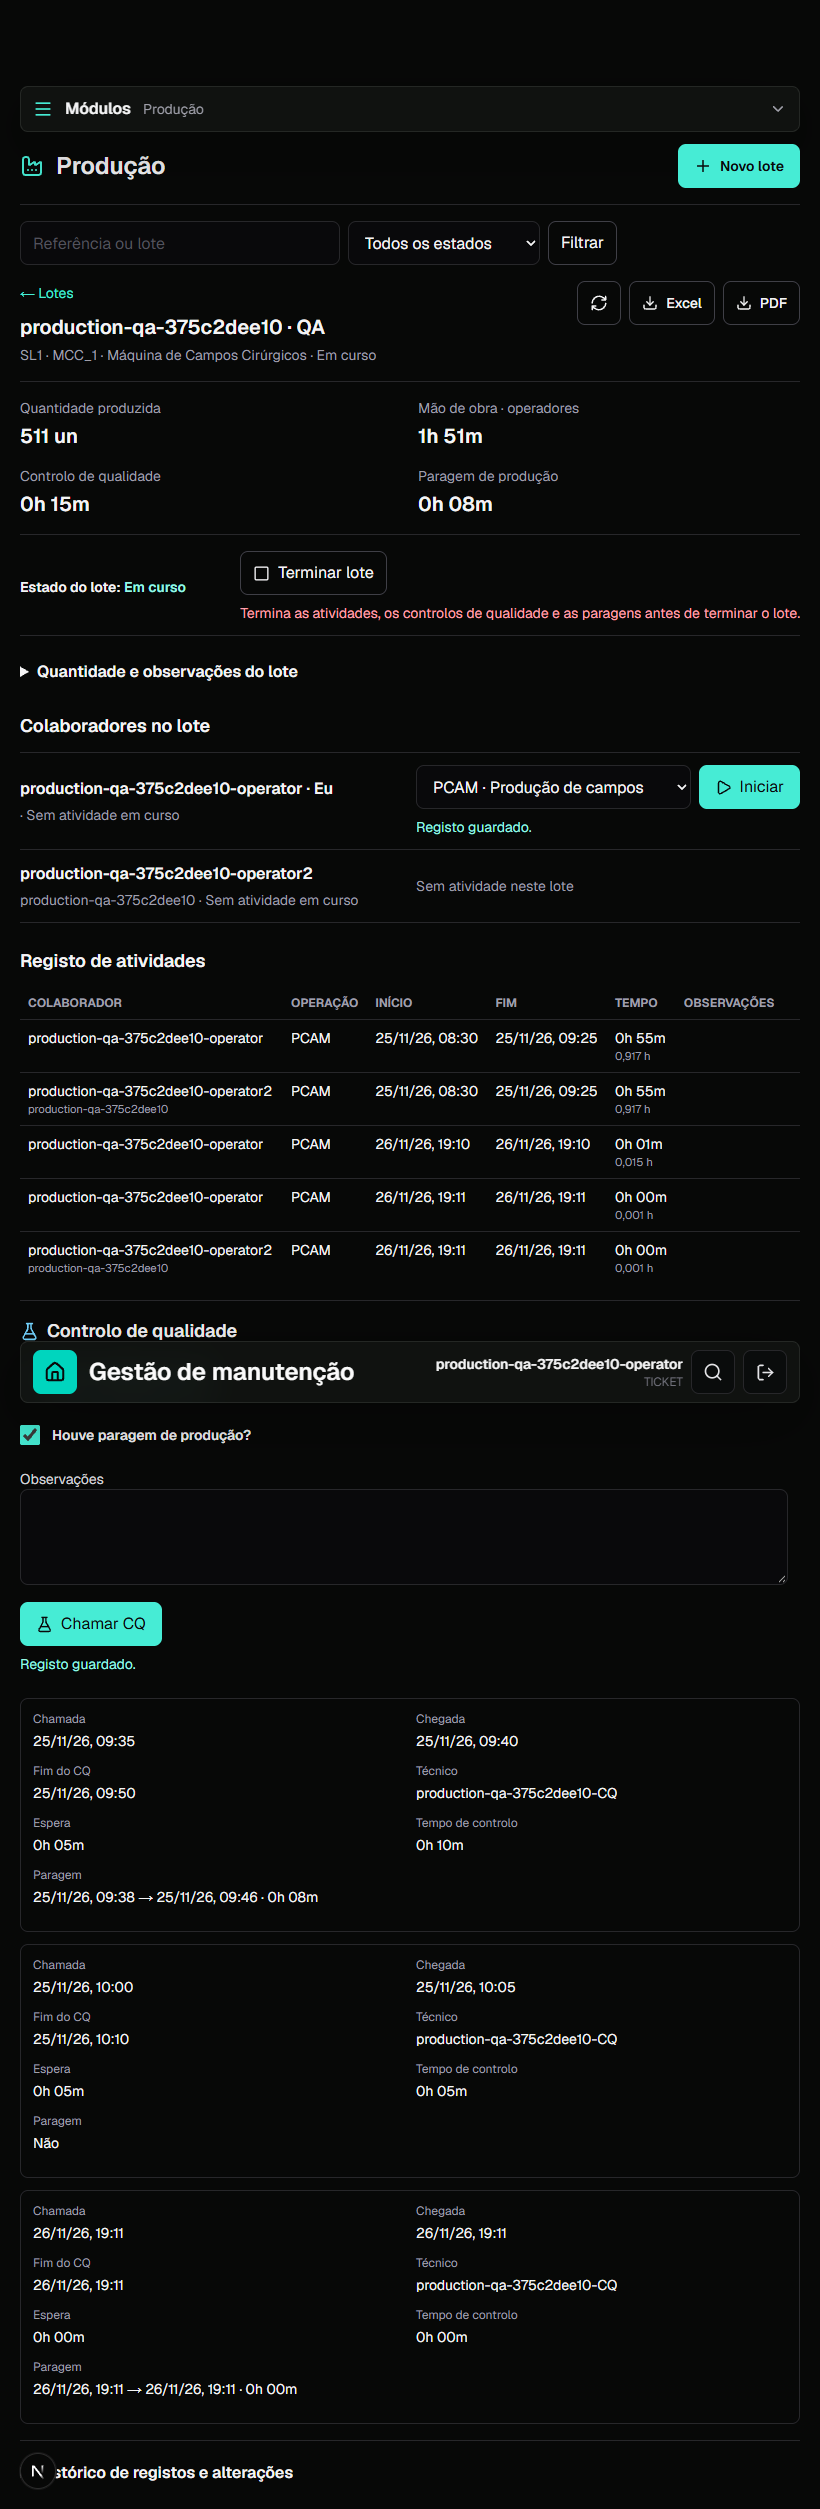 Módulos Produção
Produção
Novo lote
Referência ou lote
Todos os estados
Filtrar
← Lotes
Excel
PDF
production-qa-375c2dee10 · QA
SL1 · MCC_1 · Máquina de Campos Cirúrgicos · Em curso
Quantidade produzida
511 un
Mão de obra · operadores
1h 51m
Controlo de qualidade
0h 15m
Paragem de produção
0h 08m
Estado do lote: Em curso
Terminar lote
Termina as atividades, os controlos de qualidade e as paragens antes de terminar o lote.
Quantidade e observações do lote
Colaboradores no lote
production-qa-375c2dee10-operator · Eu
· Sem atividade em curso
PCAM · Produção de campos
Iniciar
Registo guardado.
production-qa-375c2dee10-operator2
production-qa-375c2dee10 · Sem atividade em curso
Sem atividade neste lote
Registo de atividades
COLABORADOR OPERAÇÃO INÍCIO FIM TEMPO OBSERVAÇÕES
production-qa-375c2dee10-operator PCAM 25/11/26, 08:30 25/11/26, 09:25 0h 55m
0,917 h
production-qa-375c2dee10-operator2 PCAM 25/11/26, 08:30 25/11/26, 09:25 0h 55m
production-qa-375c2dee10 0,917 h
production-qa-375c2dee10-operator PCAM 26/11/26, 19:10 26/11/26, 19:10 0h 01m
0,015 h
production-qa-375c2dee10-operator PCAM 26/11/26, 19:11 26/11/26, 19:11 0h 00m
0,001 h
production-qa-375c2dee10-operator2 PCAM 26/11/26, 19:11 26/11/26, 19:11 0h 00m
production-qa-375c2dee10 0,001 h
Controlo de qualidade
Gestão de manutenção
production-qa-375c2dee10-operator
TICKET
Houve paragem de produção?
Observações
Chamar CQ
Registo guardado.
Chamada
25/11/26, 09:35
Chegada
25/11/26, 09:40
Fim do CQ
25/11/26, 09:50
Técnico
production-qa-375c2dee10-CQ
Espera
0h 05m
Tempo de controlo
0h 10m
Paragem
25/11/26, 09:38 → 25/11/26, 09:46 · 0h 08m
Chamada
25/11/26, 10:00
Chegada
25/11/26, 10:05
Fim do CQ
25/11/26, 10:10
Técnico
production-qa-375c2dee10-CQ
Espera
0h 05m
Tempo de controlo
0h 05m
Paragem
Não
Chamada
26/11/26, 19:11
Chegada
26/11/26, 19:11
Fim do CQ
26/11/26, 19:11
Técnico
production-qa-375c2dee10-CQ
Espera
0h 00m
Tempo de controlo
0h 00m
Paragem
26/11/26, 19:11 → 26/11/26, 19:11 · 0h 00m
N
stórico de registos e alterações